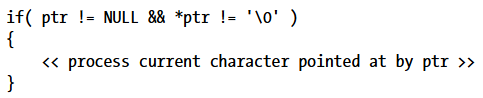 if( ptr != NULL && *ptr != '\0' )
{
    << process current character pointed at by ptr >>
}